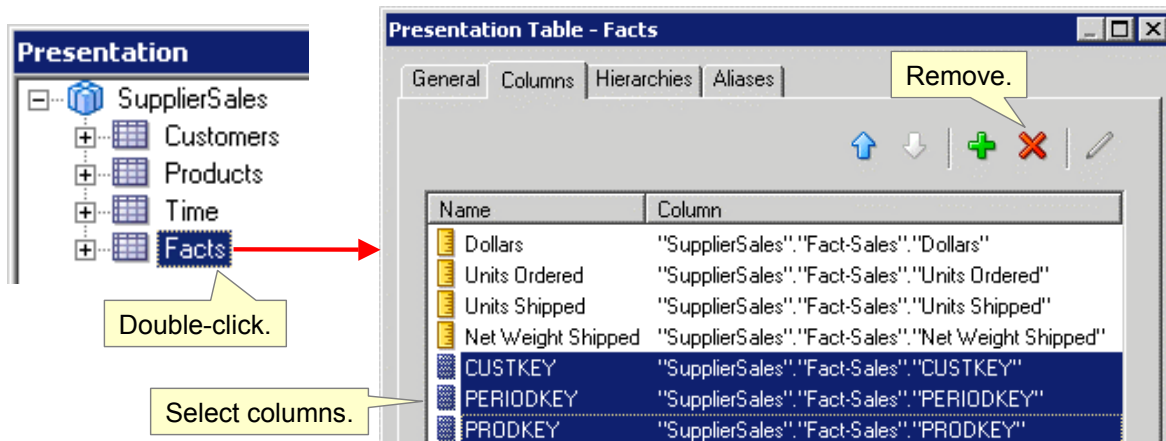 Presentation
SupplierSales
Customers
Products
Time
Facts
Double-click.
Presentation Table - Facts
General Columns Hierarchies Aliases
Remove.
Name Column
Dollars "SupplierSales"."Fact-Sales"."Dollars"
Units Ordered "SupplierSales"."Fact-Sales"."Units Ordered"
Units Shipped "SupplierSales"."Fact-Sales"."Units Shipped"
Net Weight Shipped "SupplierSales"."Fact-Sales"."Net Weight Shipped"
CUSTKEY "SupplierSales"."Fact-Sales"."CUSTKEY"
PERIODKEY "SupplierSales"."Fact-Sales"."PERIODKEY"
PRODKEY "SupplierSales"."Fact-Sales"."PRODKEY"
Select columns.